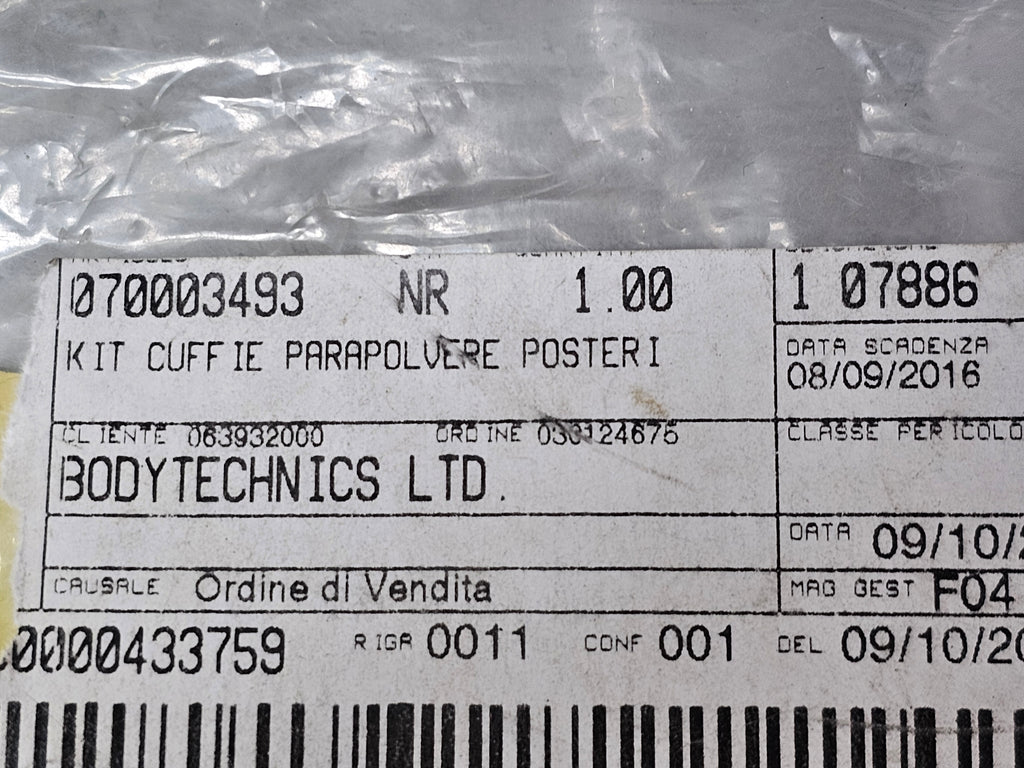 070003493 NR 1.00 1 07886
KIT CUFFIE PARAPOLVERE POSTERI
DATA SCADENZA
08/09/2016
CLIENTE 063932000 ORDINE 030124675
CLASSE PERICOLO
BODYTECHNICS LTD.
DATA 09/10/2
CAUSALE Ordine di Vendita
MAG GEST F04
0000433759 RIGA 0011 CONF 001 DEL 09/10/20